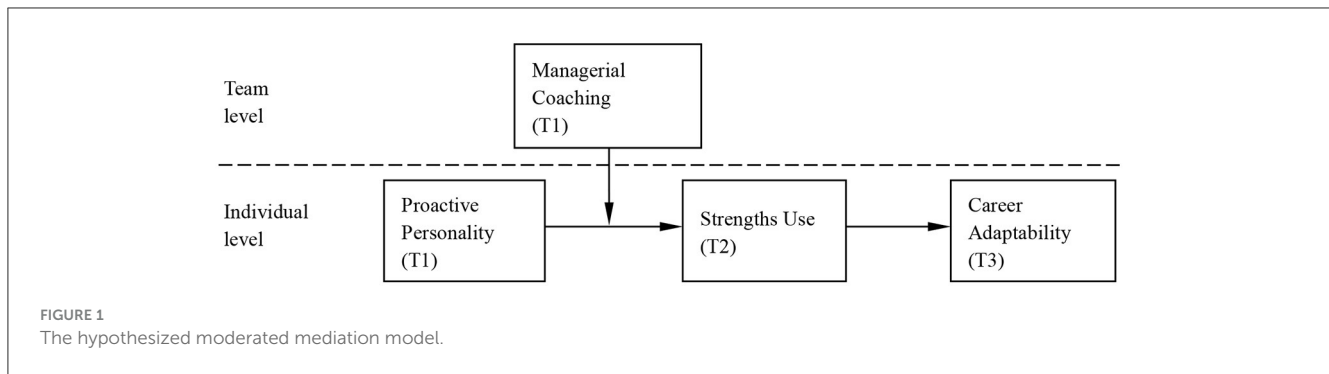 Team
level
Managerial
Coaching
(T1)
Individual
level
Proactive
Personality
(T1)
Strengths Use
(T2)
Career
Adaptability
(T3)
FIGURE 1
The hypothesized moderated mediation model.